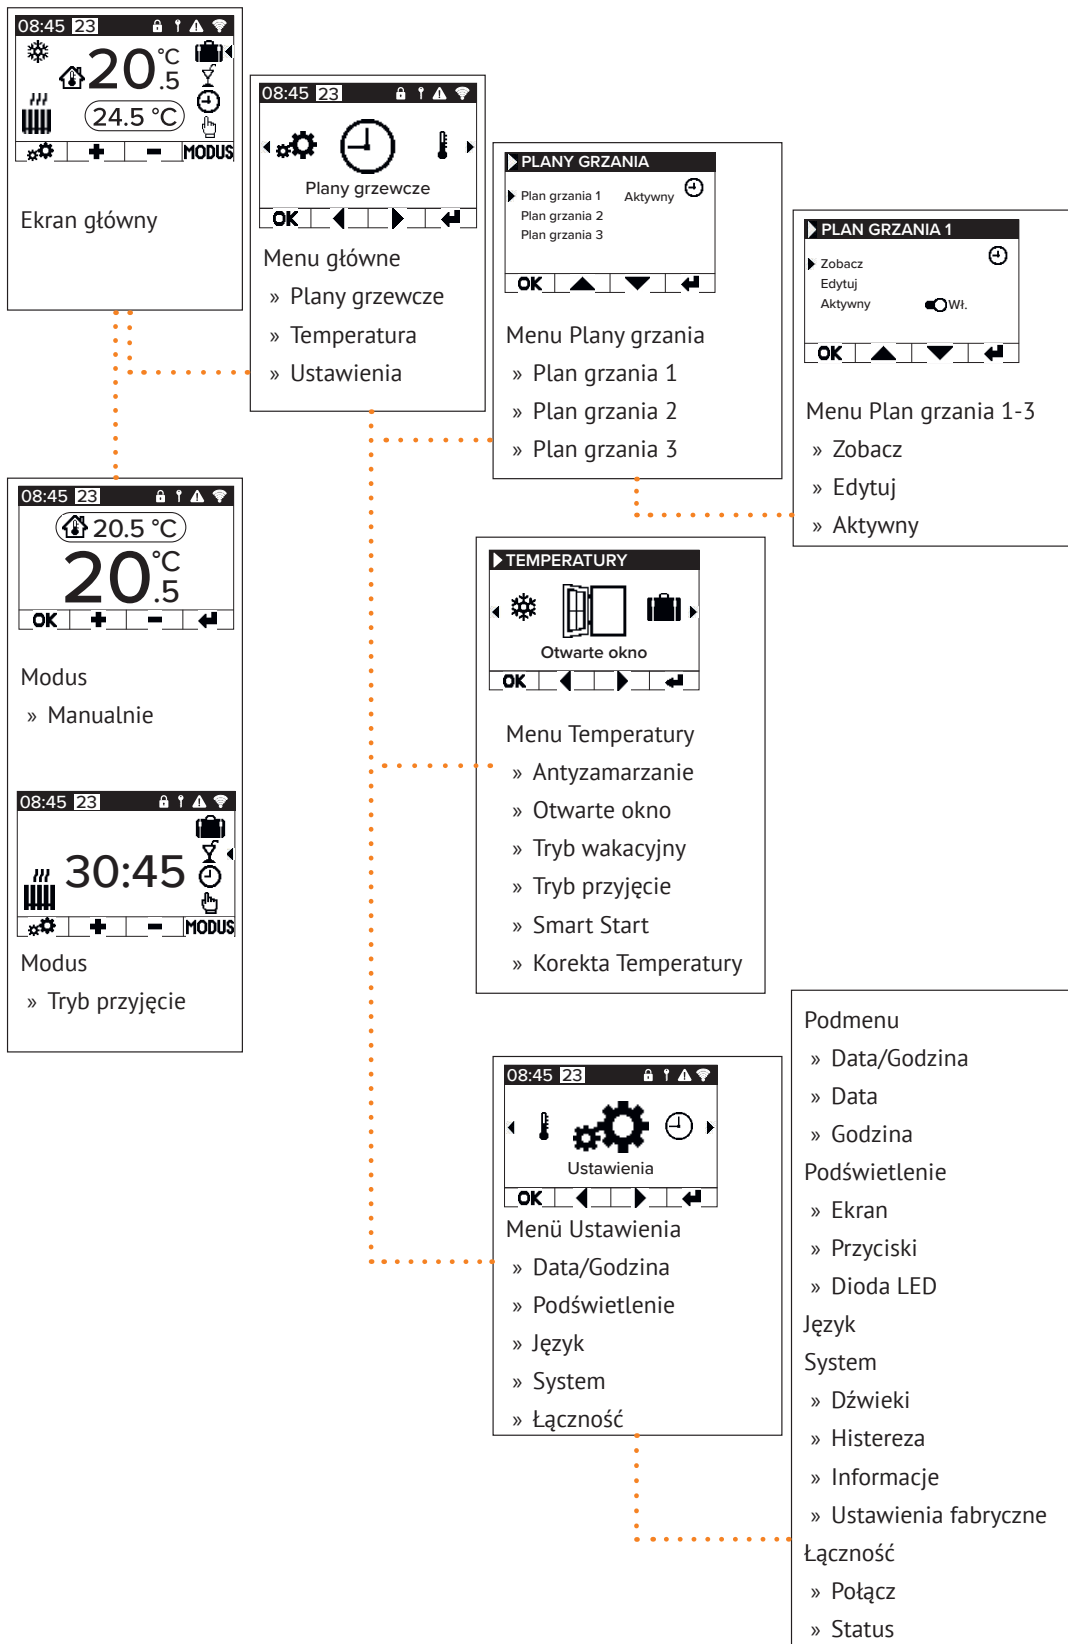 08:45 23
20.5 °C
24.5 °C
MODUS
Ekran główny
08:45 23
Plany grzewcze
OK
Menu główne
» Plany grzewcze
» Temperatura
» Ustawienia
PLANY GRZANIA
Plan grzania 1 Aktywny
Plan grzania 2
Plan grzania 3
OK
Menu Plany grzania
» Plan grzania 1
» Plan grzania 2
» Plan grzania 3
PLAN GRZANIA 1
Zobacz
Edytuj
Aktywny Wł.
OK
Menu Plan grzania 1-3
» Zobacz
» Edytuj
» Aktywny
08:45 23
20.5 °C
20.5 °C
OK
Modus
» Manualnie
08:45 23
30:45
MODUS
Modus
» Tryb przyjęcie
TEMPERATURY
Otwarte okno
OK
Menu Temperatury
» Antyzamarzanie
» Otwarte okno
» Tryb wakacyjny
» Tryb przyjęcie
» Smart Start
» Korekta Temperatury
08:45 23
Ustawienia
OK
Menü Ustawienia
» Data/Godzina
» Podświetlenie
» Język
» System
» Łączność
Podmenu
» Data/Godzina
» Data
» Godzina
Podświetlenie
» Ekran
» Przyciski
» Dioda LED
Język
System
» Dźwieki
» Histereza
» Informacje
» Ustawienia fabryczne
Łączność
» Połącz
» Status